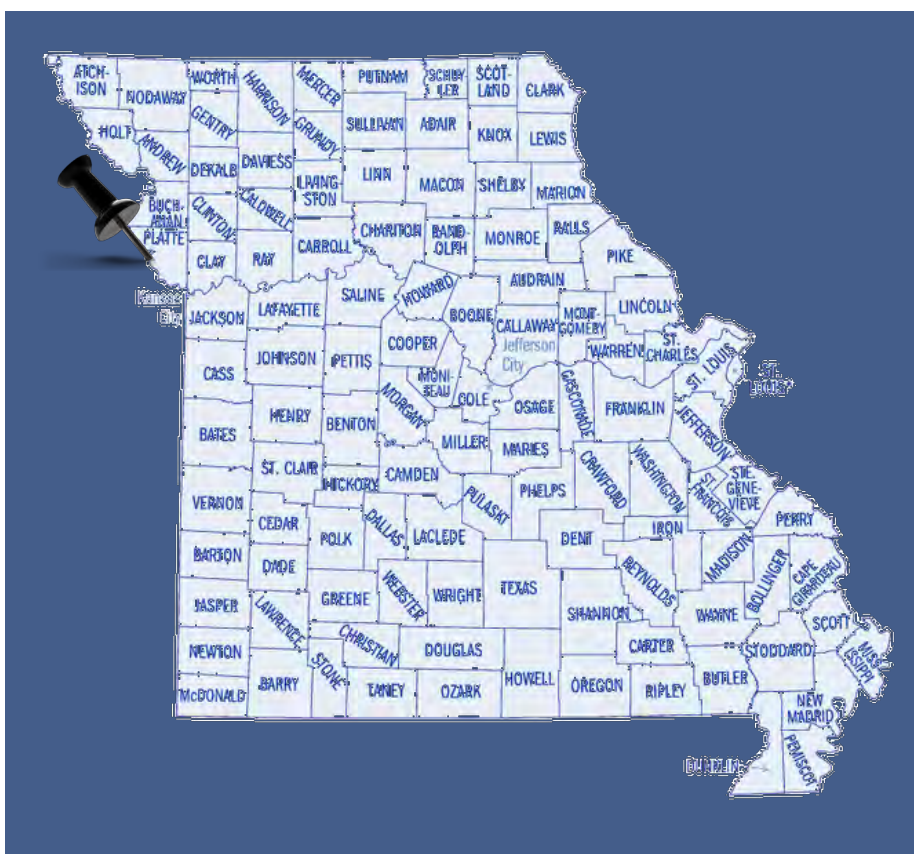 ATCH-
ISON
NODAWAY
WORTH
HARRISON
MERCER
PUTNAM
SCHUY-
LER
SCOT-
LAND
CLARK
HOLT
ANDREW
GENTRY
GRUNDY
SULLIVAN
ADAIR
KNOX
LEWIS
DEKALB
DAVIESS
LIVING-
STON
LINN
MACON
SHELBY
MARION
BUCH-
ANAN
CLINTON
CALDWELL
CARROLL
CHARITON
RAND-
OLPH
MONROE
RALLS
PIKE
PLATTE
CLAY
RAY
SALINE
HOWARD
BOONE
AUDRAIN
Kansas
City
JACKSON
LAFAYETTE
COOPER
CALLAWAY
MONT-
GOMERY
LINCOLN
WARREN
ST.
CHARLES
ST. LOUIS
ST.
LOUIS
Jefferson
City
CASS
JOHNSON
PETTIS
MONI-
TEAU
COLE
OSAGE
GASCONADE
FRANKLIN
JEFFERSON
BATES
HENRY
BENTON
MORGAN
MILLER
MARIES
CRAWFORD
WASHINGTON
ST.
FRANCOIS
STE.
GENE-
VIEVE
ST. CLAIR
HICKORY
CAMDEN
PULASKI
PHELPS
VERNON
CEDAR
POLK
DALLAS
LACLEDE
DENT
IRON
MADISON
PERRY
BARTON
DADE
GREENE
WEBSTER
WRIGHT
TEXAS
REYNOLDS
BOLLINGER
CAPE
GIRARDEAU
JASPER
LAWRENCE
CHRISTIAN
DOUGLAS
SHANNON
CARTER
WAYNE
SCOTT
MISS-
ISSIPPI
NEWTON
STONE
STODDARD
McDONALD
BARRY
TANEY
OZARK
HOWELL
OREGON
RIPLEY
BUTLER
NEW
MADRID
DUNKLIN
PEMISCOT